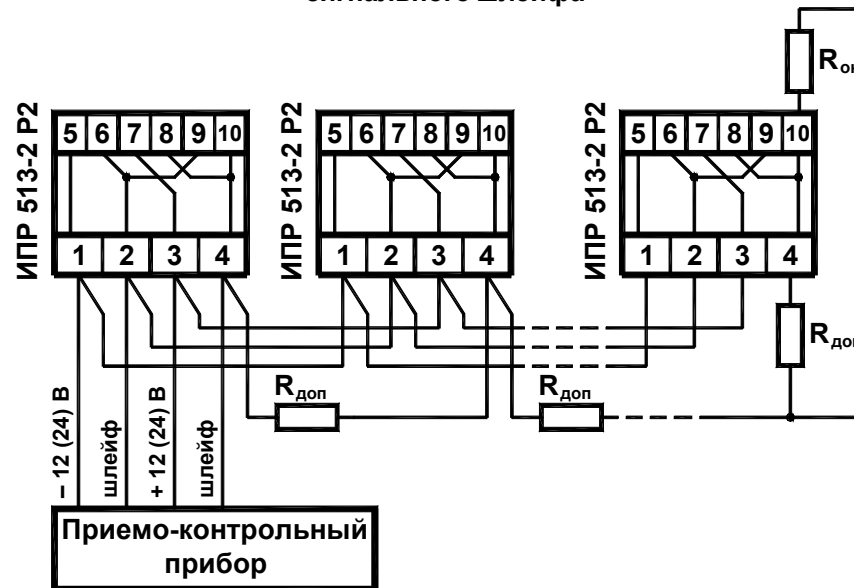 Rок
ИПР 513-2 Р2
5 6 7 8 9 10
1 2 3 4
ИПР 513-2 Р2
5 6 7 8 9 10
1 2 3 4
ИПР 513-2 Р2
5 6 7 8 9 10
1 2 3 4
Rдоп
Rдоп
Rдоп
– 12 (24) В
шлейф
+ 12 (24) В
шлейф
Приемо-контрольный
прибор